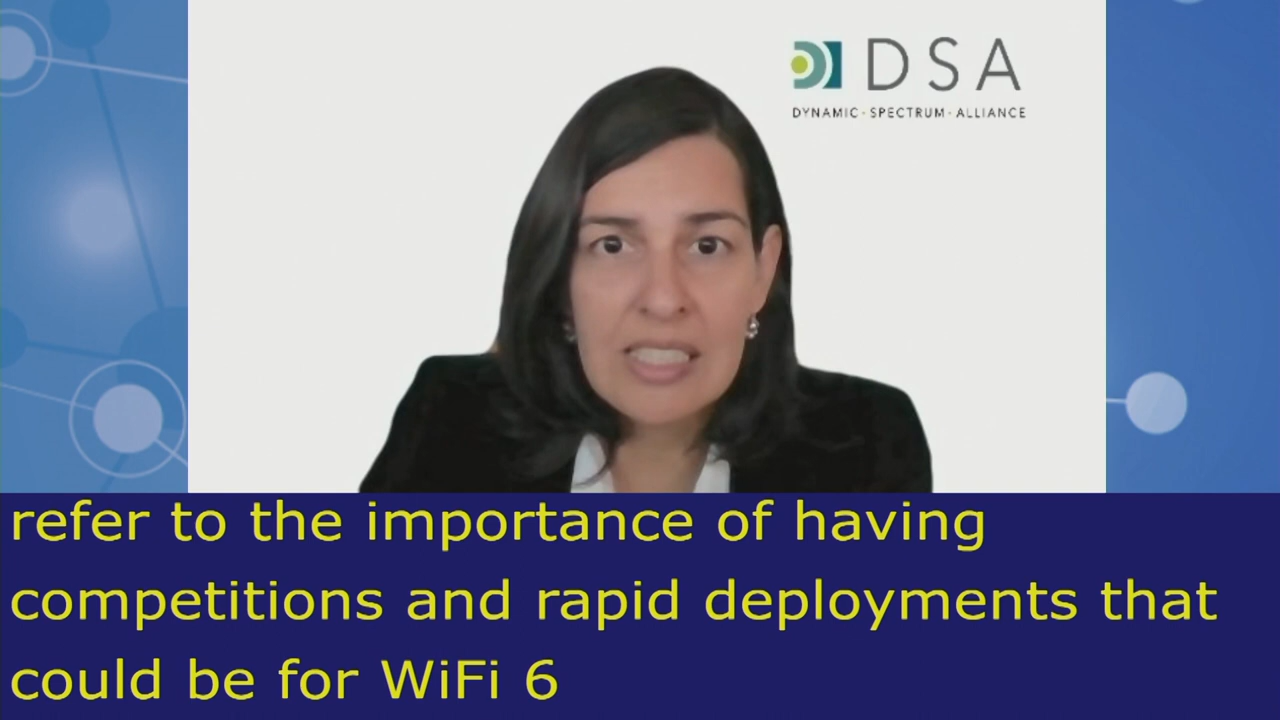 DSA
DYNAMIC · SPECTRUM · ALLIANCE
refer to the importance of having
competitions and rapid deployments that
could be for WiFi 6